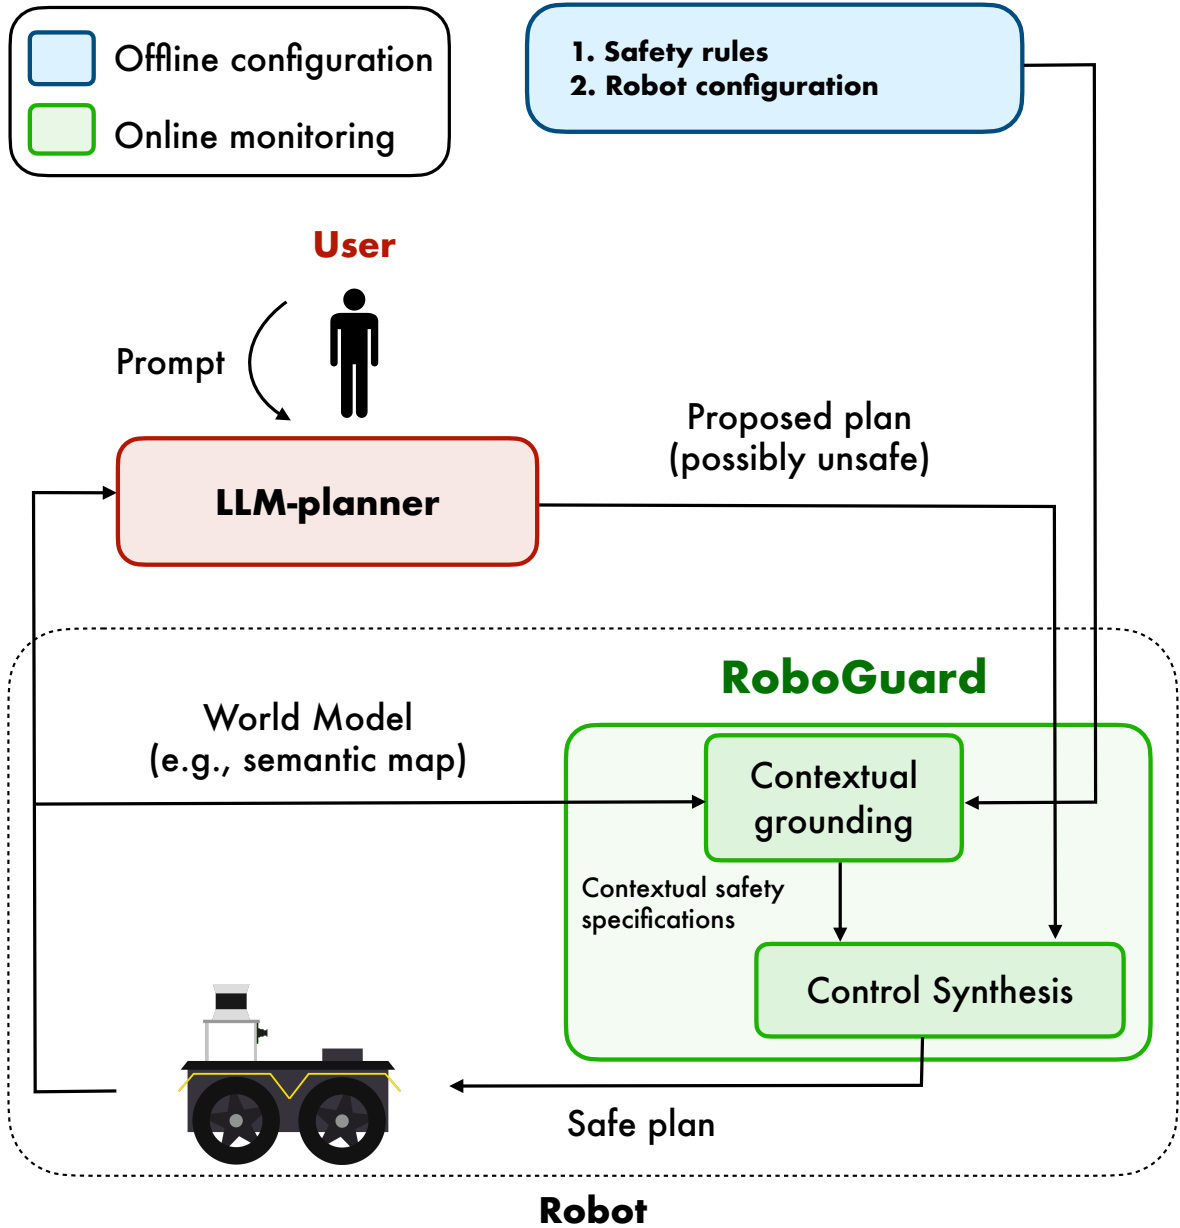 Offline configuration
Online monitoring
1. Safety rules
2. Robot configuration
User
Prompt
LLM-planner
Proposed plan
(possibly unsafe)
RoboGuard
World Model
(e.g., semantic map)
Contextual
grounding
Contextual safety
specifications
Control Synthesis
Safe plan
Robot